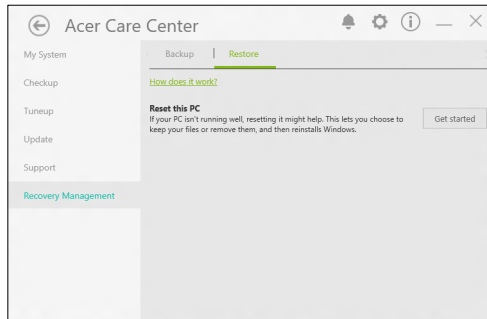 Acer Care Center
My System
Backup | Restore
Checkup
How does it work?
Tuneup
Reset this PC
If your PC isn't running well, resetting it might help. This lets you choose to
keep your files or remove them, and then reinstalls Windows.
Get started
Update
Support
Recovery Management